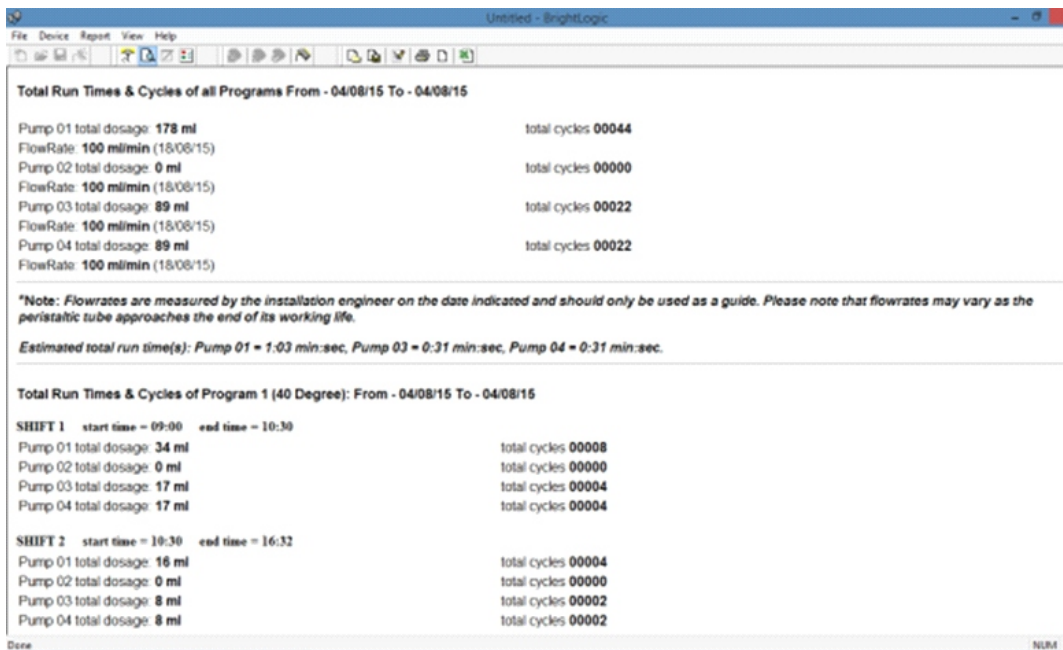 Untitled - BrightLogic
File Device Report View Help
Total Run Times & Cycles of all Programs From - 04/08/15 To - 04/08/15
Pump 01 total dosage: 178 ml total cycles 00044
FlowRate: 100 ml/min (18/08/15)
Pump 02 total dosage: 0 ml total cycles 00000
FlowRate: 100 ml/min (18/08/15)
Pump 03 total dosage: 89 ml total cycles 00022
FlowRate: 100 ml/min (18/08/15)
Pump 04 total dosage: 89 ml total cycles 00022
FlowRate: 100 ml/min (18/08/15)
*Note: Flowrates are measured by the installation engineer on the date indicated and should only be used as a guide. Please note that flowrates may vary as the
peristaltic tube approaches the end of its working life.
Estimated total run time(s): Pump 01 = 1:03 min:sec, Pump 03 = 0:31 min:sec, Pump 04 = 0:31 min:sec.
Total Run Times & Cycles of Program 1 (40 Degree): From - 04/08/15 To - 04/08/15
SHIFT 1 start time = 09:00 end time = 10:30
Pump 01 total dosage: 34 ml total cycles 00008
Pump 02 total dosage: 0 ml total cycles 00000
Pump 03 total dosage: 17 ml total cycles 00004
Pump 04 total dosage: 17 ml total cycles 00004
SHIFT 2 start time = 10:30 end time = 16:32
Pump 01 total dosage: 16 ml total cycles 00004
Pump 02 total dosage: 0 ml total cycles 00000
Pump 03 total dosage: 8 ml total cycles 00002
Pump 04 total dosage: 8 ml total cycles 00002
Done NUM